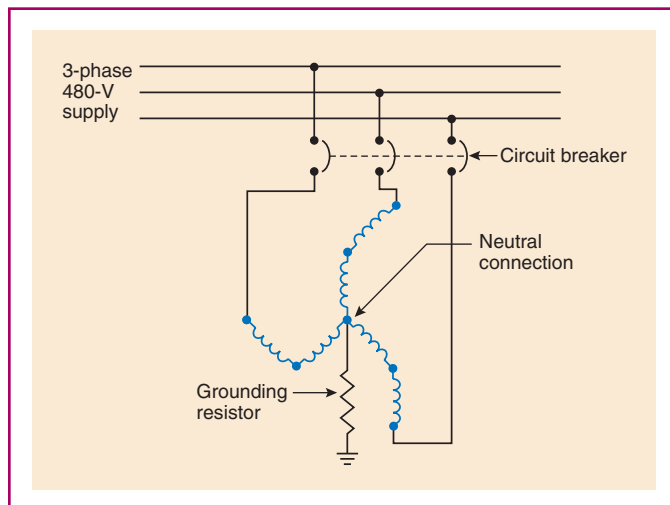 3-phase
480-V
supply
Circuit breaker
Neutral
connection
Grounding
resistor